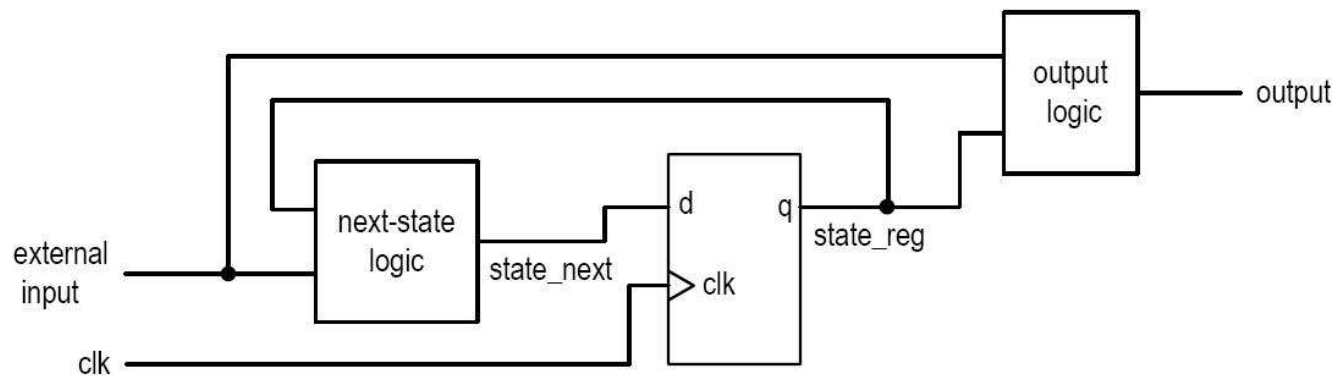 output
logic
output
next-state
logic
d
q
state_reg
external
input
state_next
clk
clk